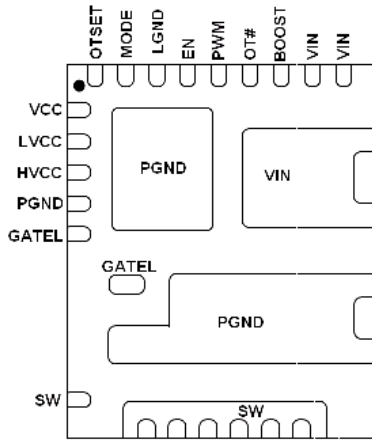 OTSET
MODE
LGND
EN
PWM
OT#
BOOST
VIN
VIN
VCC
LVCC
HVCC
PGND
GATEL
PGND
VIN
GATEL
PGND
SW
SW